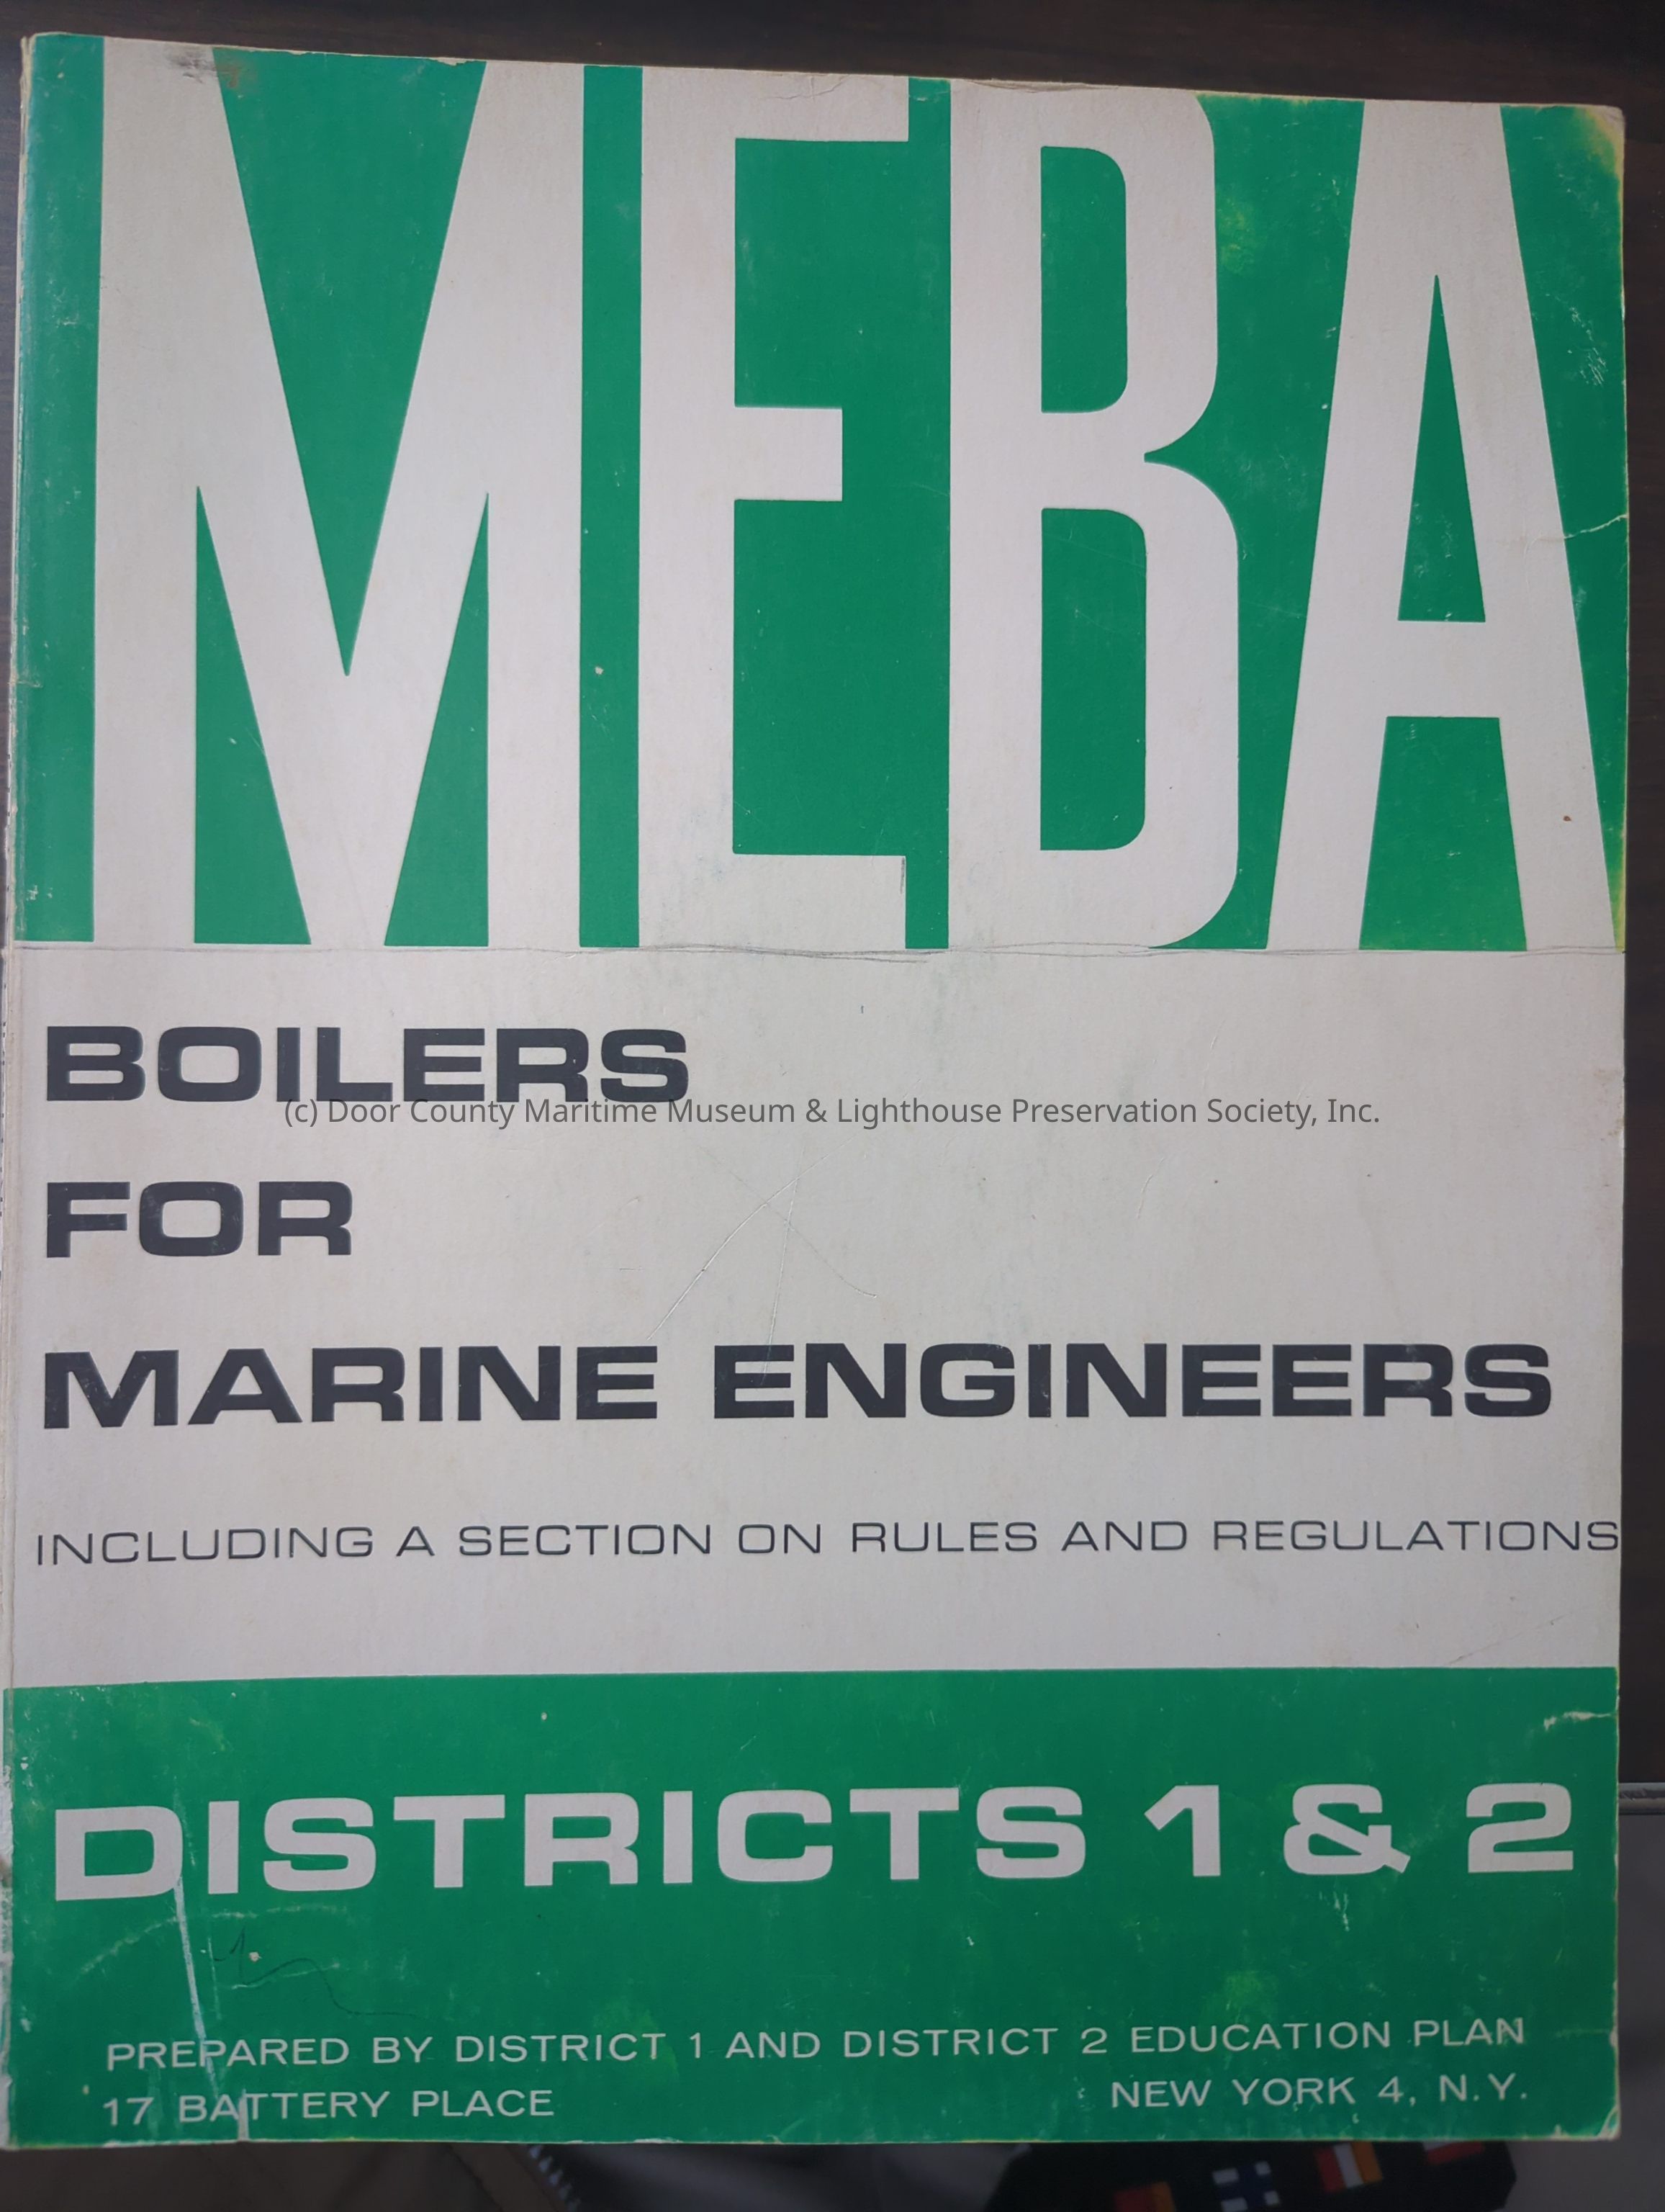 MEBA
BOILERS
(c) Door County Maritime Museum & Lighthouse Preservation Society, Inc.
FOR
MARINE ENGINEERS
INCLUDING A SECTION ON RULES AND REGULATIONS
DISTRICTS 1 & 2
PREPARED BY DISTRICT 1 AND DISTRICT 2 EDUCATION PLAN
17 BATTERY PLACE NEW YORK 4, N.Y.